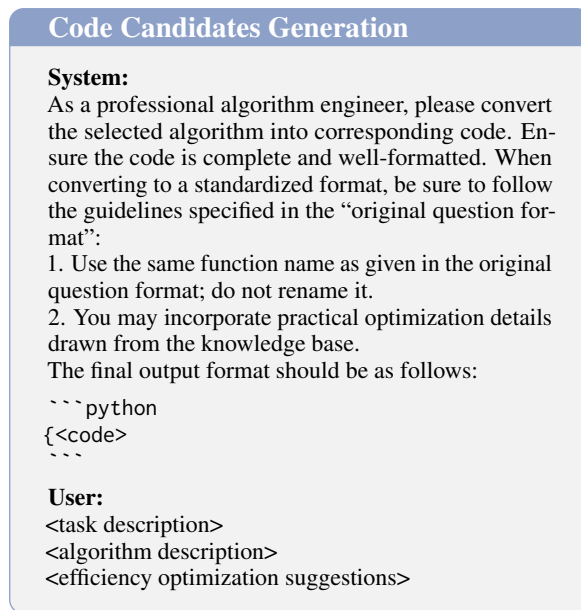 Code Candidates Generation
System:
As a professional algorithm engineer, please convert
the selected algorithm into corresponding code. En-
sure the code is complete and well-formatted. When
converting to a standardized format, be sure to follow
the guidelines specified in the “original question for-
mat”:
1. Use the same function name as given in the original
question format; do not rename it.
2. You may incorporate practical optimization details
drawn from the knowledge base.
The final output format should be as follows:
```python
{<code>
```
User:
<task description>
<algorithm description>
<efficiency optimization suggestions>